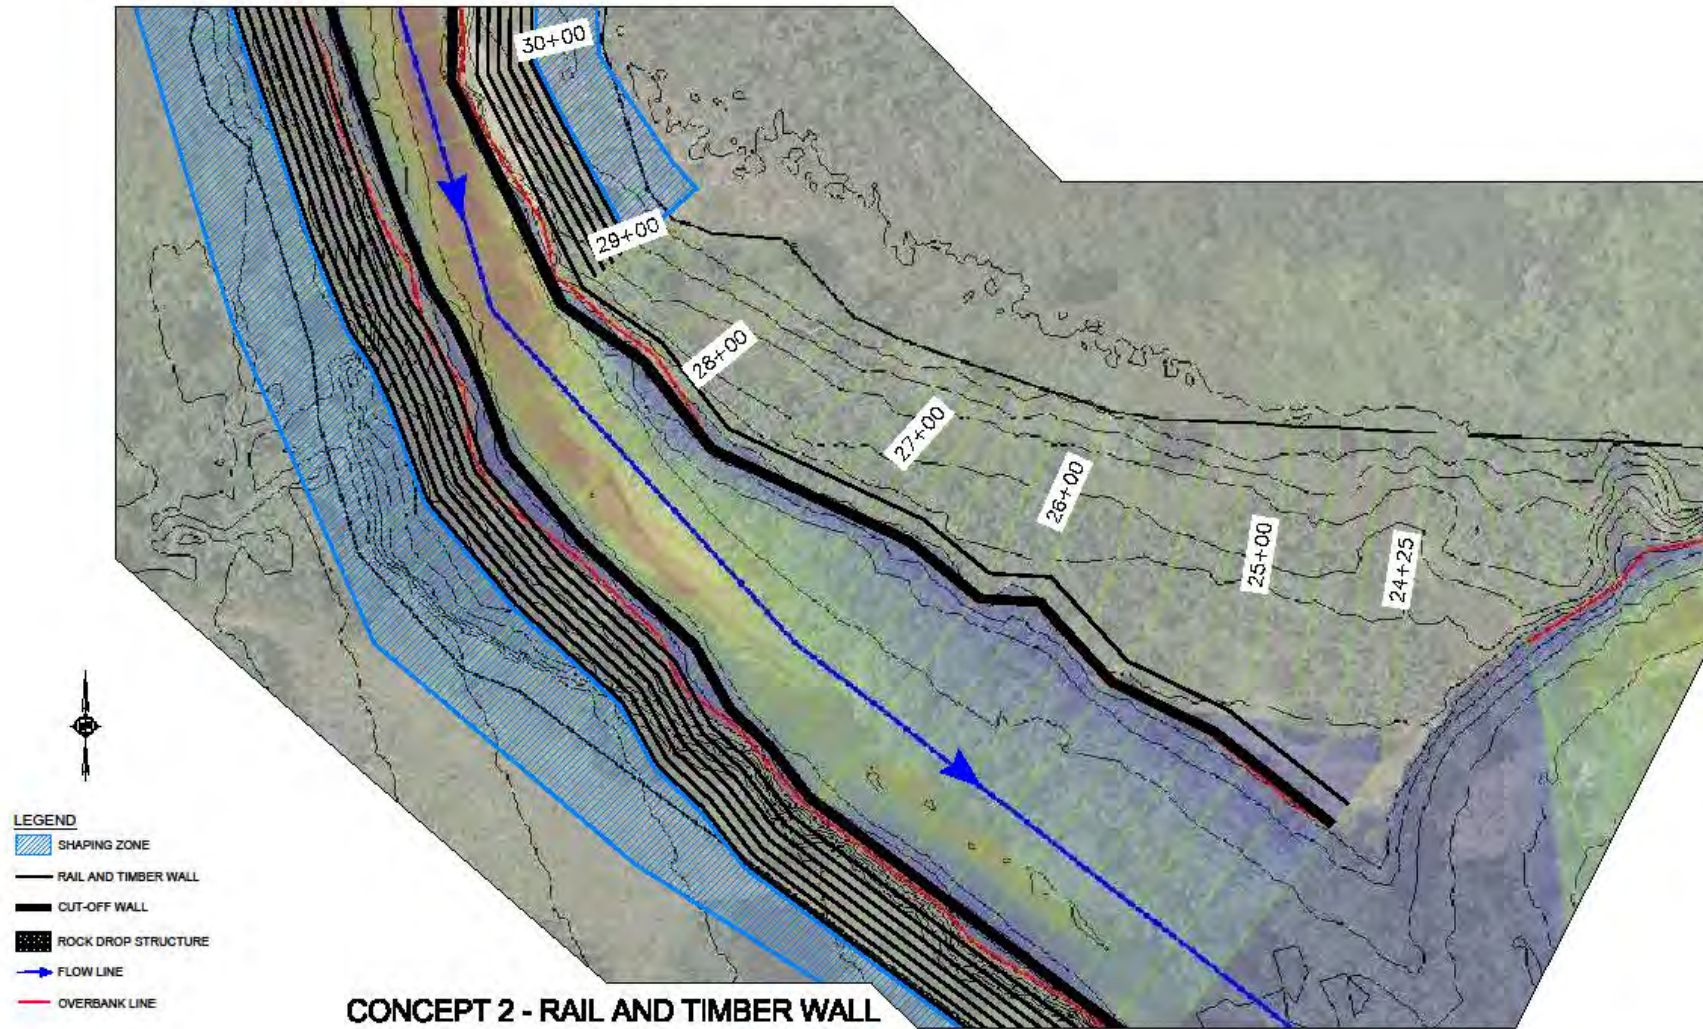 30+00
29+00
28+00
27+00
26+00
25+00
24+25
LEGEND
SHAPING ZONE
RAIL AND TIMBER WALL
CUT-OFF WALL
ROCK DROP STRUCTURE
FLOW LINE
OVERBANK LINE
CONCEPT 2 - RAIL AND TIMBER WALL